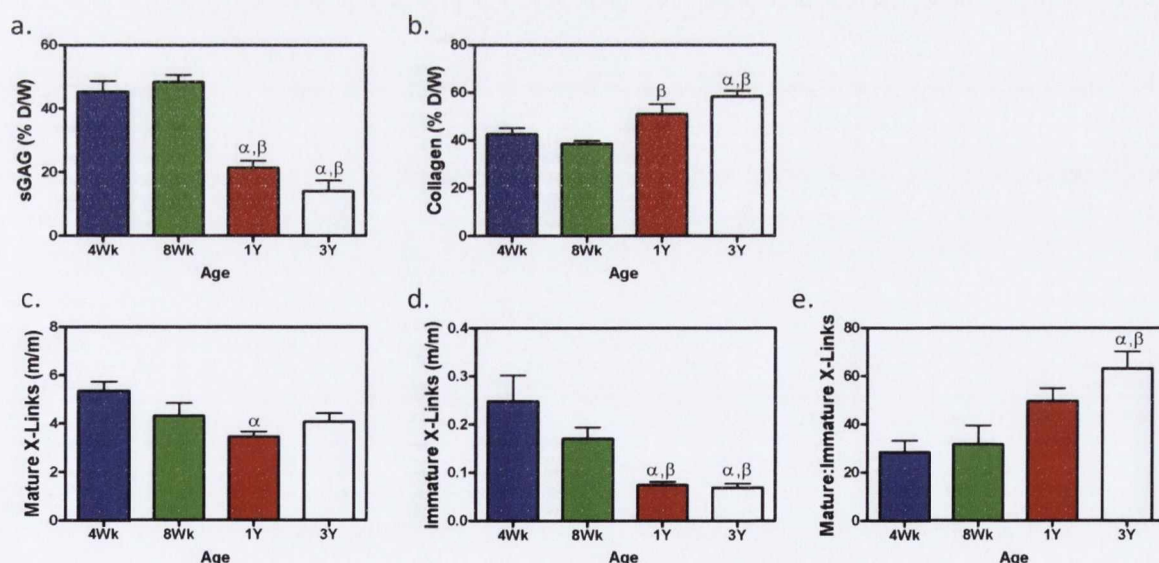 a.
sGAG (% D/W)
60
40
20
0
α,β
α,β
4Wk 8Wk 1Y 3Y
Age
b.
Collagen (% D/W)
80
60
40
20
0
β
α,β
4Wk 8Wk 1Y 3Y
Age
c.
Mature X-Links (m/m)
8
6
4
2
0
α
4Wk 8Wk 1Y 3Y
Age
d.
Immature X-Links (m/m)
0.4
0.3
0.2
0.1
0.0
α,β
α,β
4Wk 8Wk 1Y 3Y
Age
e.
Mature:Immature X-Links
80
60
40
20
0
α,β
4Wk 8Wk 1Y 3Y
Age